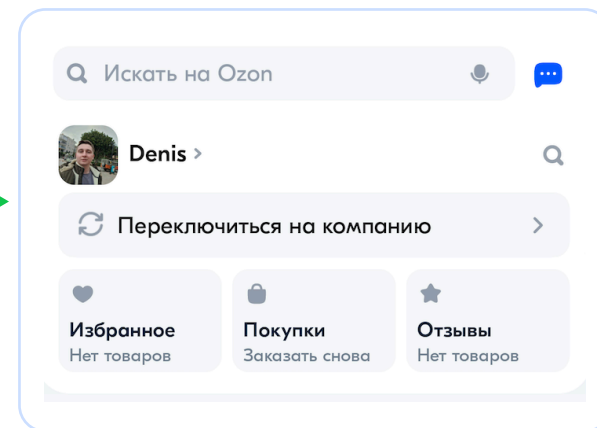 Искать на Ozon
Denis
Переключиться на компанию
Избранное
Нет товаров
Покупки
Заказать снова
Отзывы
Нет товаров